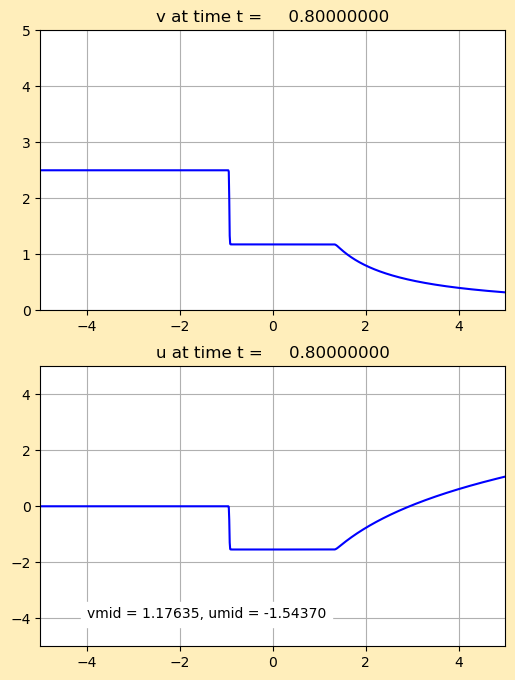 v at time t =     0.80000000
5
4
3
2
1
0
−4 −2 0 2 4
u at time t =     0.80000000
4
2
0
−2
−4
vmid = 1.17635, umid = -1.54370
−4 −2 0 2 4